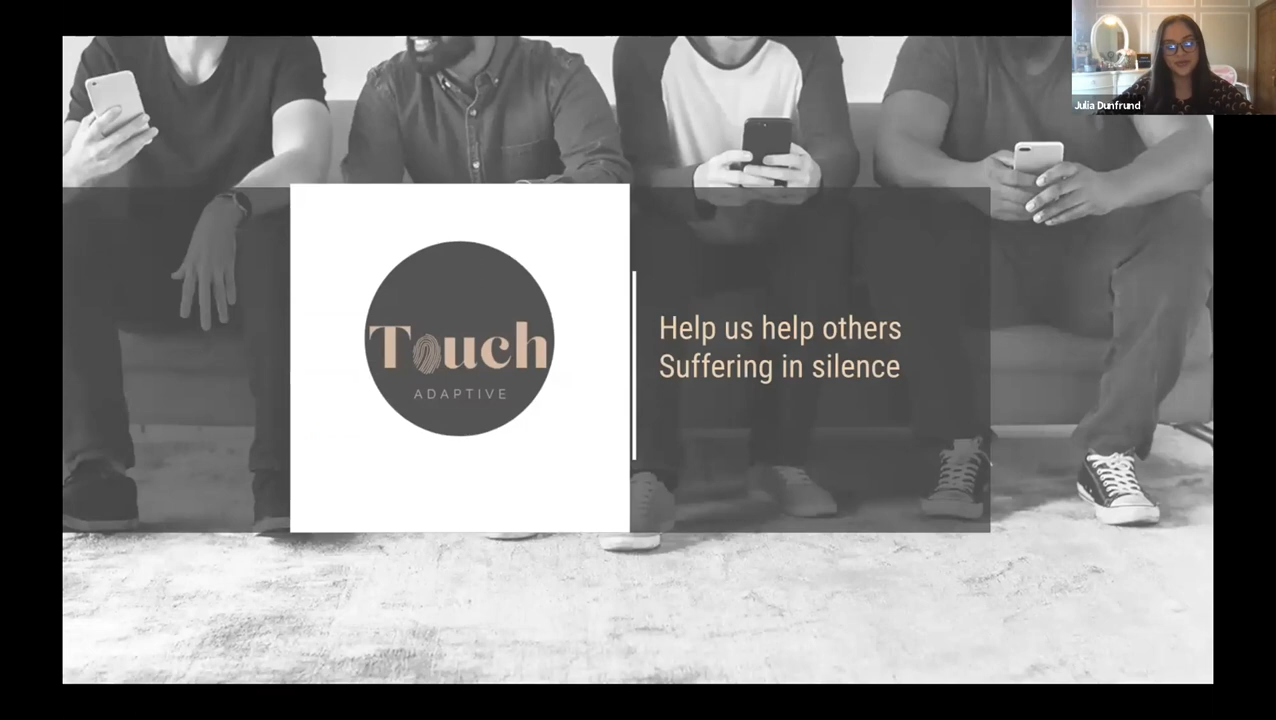 Julia Dunfrund
Touch
ADAPTIVE
Help us help others
Suffering in silence